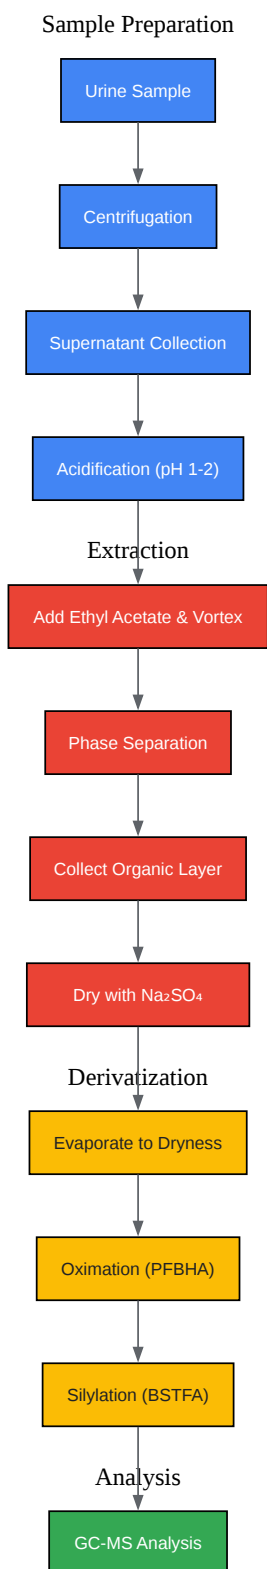 Sample Preparation
Urine Sample
Centrifugation
Supernatant Collection
Acidification (pH 1-2)
Extraction
Add Ethyl Acetate & Vortex
Phase Separation
Collect Organic Layer
Dry with Na₂SO₄
Derivatization
Evaporate to Dryness
Oximation (PFBHA)
Silylation (BSTFA)
Analysis
GC-MS Analysis